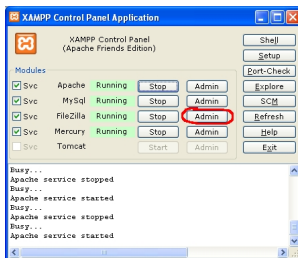 XAMPP Control Panel Application
XAMPP Control Panel
(Apache Friends Edition)
Shell
Setup
Modules
Port-Check
Svc Apache Running Stop Admin Explore
Svc MySql Running Stop Admin SCM
Svc FileZilla Running Stop Admin Refresh
Svc Mercury Running Stop Admin Help
Svc Tomcat Start Admin Exit
Busy...
Apache service stopped
Busy...
Apache service started
Busy...
Apache service stopped
Busy...
Apache service started